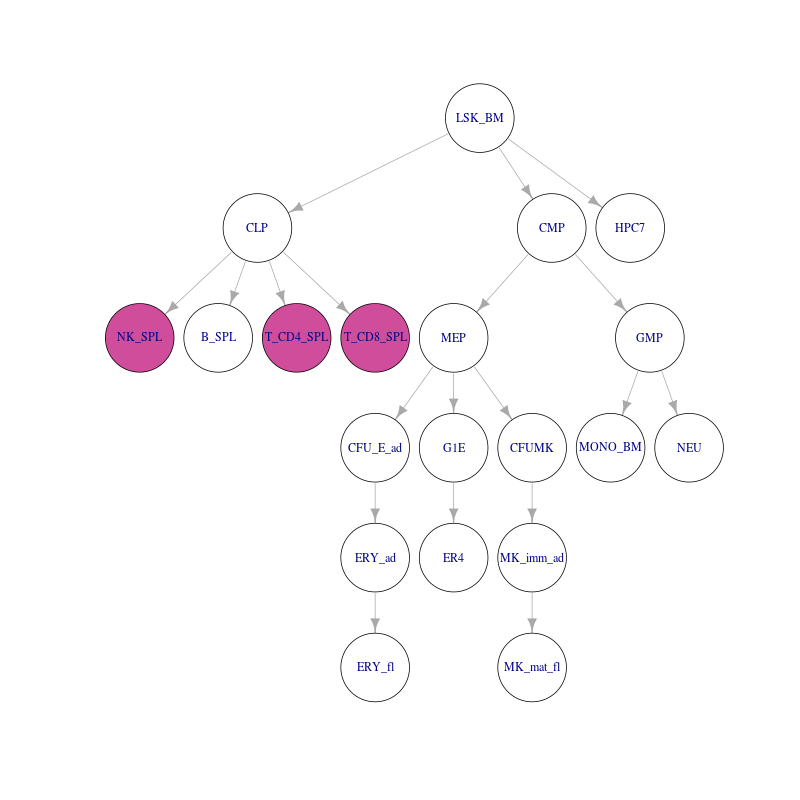 LSK_BM
CLP
CMP
HPC7
NK_SPL
B_SPL
T_CD4_SPL
T_CD8_SPL
MEP
GMP
CFU_E_ad
G1E
CFUMK
MONO_BM
NEU
ERY_ad
ER4
MK_imm_ad
ERY_fl
MK_mat_fl